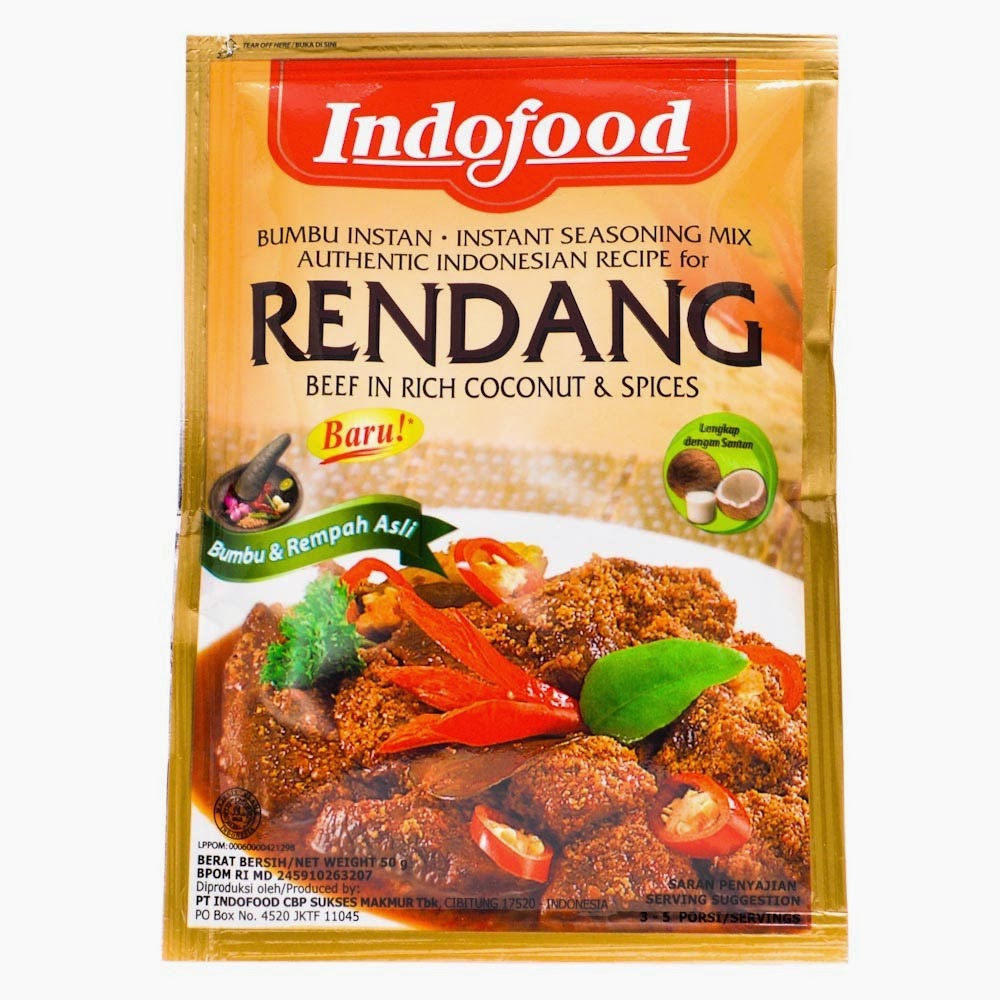 TEAR OFF HERE / BUKA DI SINI
Indofood
BUMBU INSTAN • INSTANT SEASONING MIX
AUTHENTIC INDONESIAN RECIPE for
RENDANG
BEEF IN RICH COCONUT & SPICES
Baru!*
Lengkap
dengan Santan
Bumbu & Rempah Asli
LPPOM: 00060000421298
BERAT BERSIH/NET WEIGHT 50 g
BPOM RI MD 245910263207
Diproduksi oleh/Produced by:
PT INDOFOOD CBP SUKSES MAKMUR Tbk, CIBITUNG 17520 - INDONESIA
PO Box No. 4520 JKTF 11045
SARAN PENYAJIAN
SERVING SUGGESTION
3 - 5 PORSI/SERVINGS